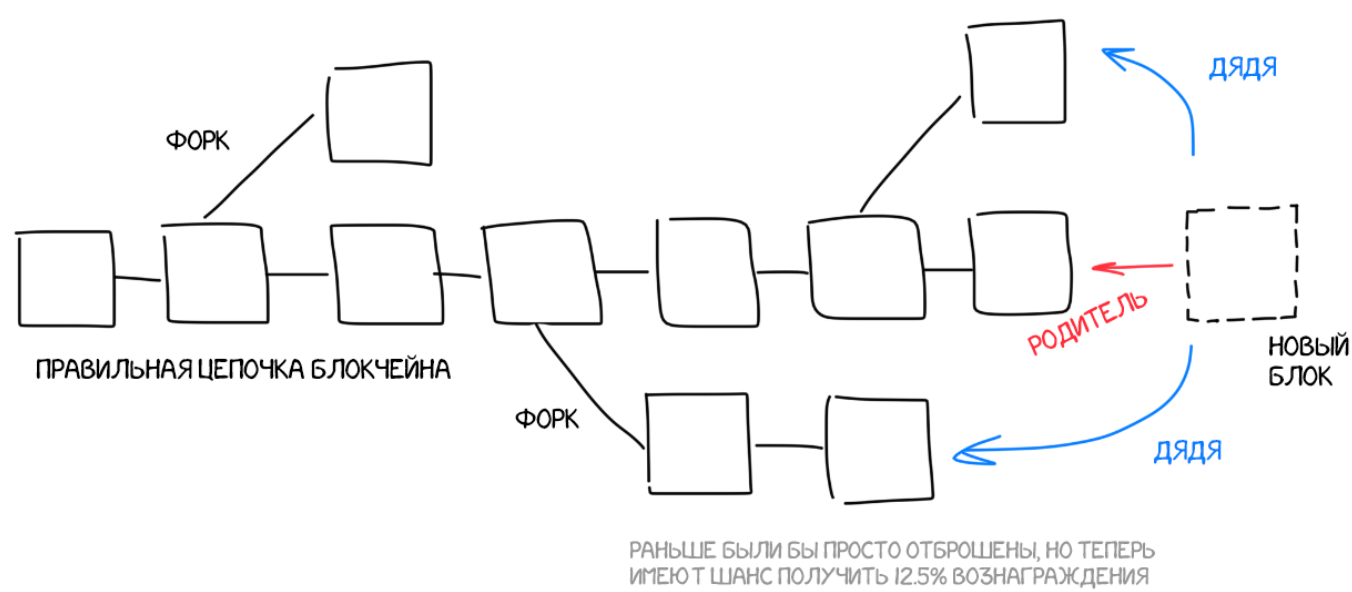 ДЯДЯ
ФОРК
РОДИТЕЛЬ
НОВЫЙ
БЛОК
ПРАВИЛЬНАЯ ЦЕПОЧКА БЛОКЧЕЙНА
ФОРК
ДЯДЯ
РАНЬШЕ БЫЛИ БЫ ПРОСТО ОТБРОШЕНЫ, НО ТЕПЕРЬ
ИМЕЮТ ШАНС ПОЛУЧИТЬ 12.5% ВОЗНАГРАЖДЕНИЯ